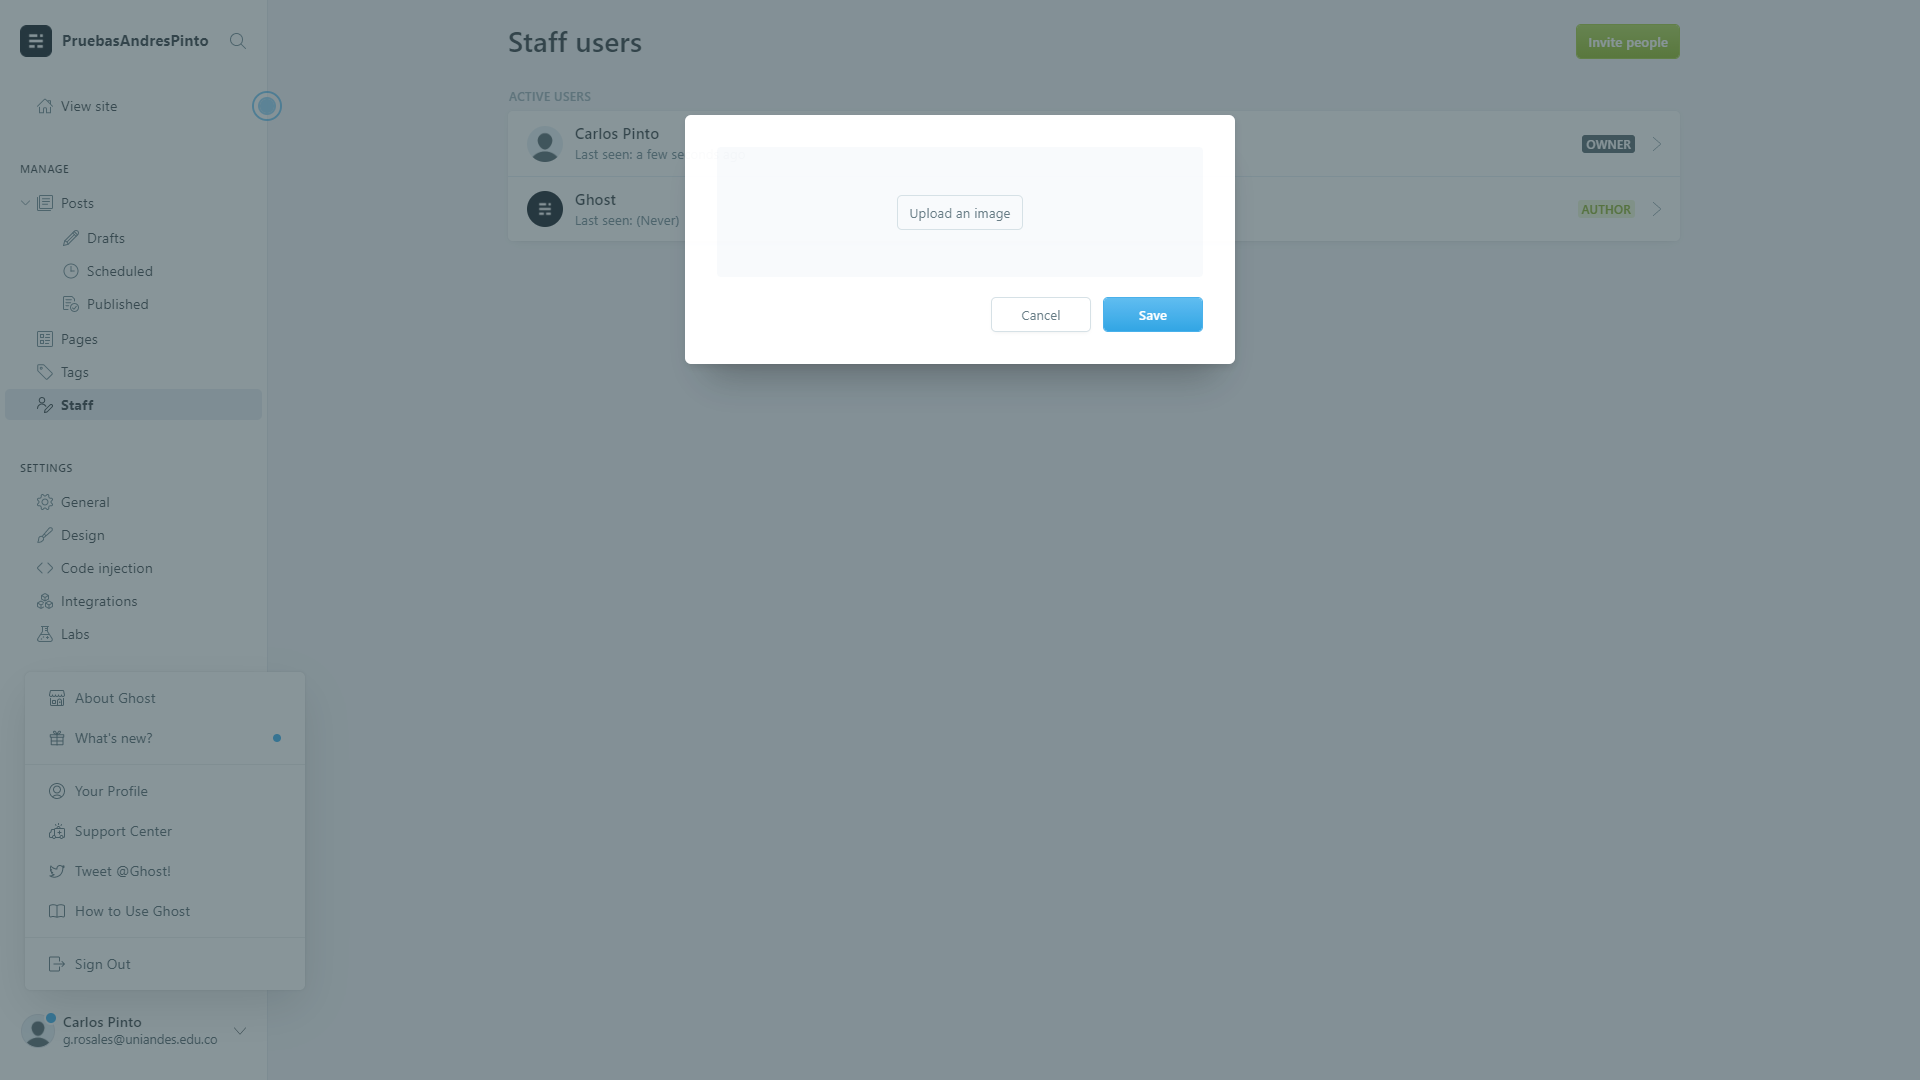 PruebasAndresPinto
View site
MANAGE
Posts
Drafts
Scheduled
Published
Pages
Tags
Staff
SETTINGS
General
Design
Code injection
Integrations
Labs
About Ghost
What's new?
Your Profile
Support Center
Tweet @Ghost!
How to Use Ghost
Sign Out
Carlos Pinto
g.rosales@uniandes.edu.co
Staff users
Invite people
ACTIVE USERS
Carlos Pinto
Last seen: a few
OWNER
Ghost
Last seen: (Never)
AUTHOR
Upload an image
Cancel
Save